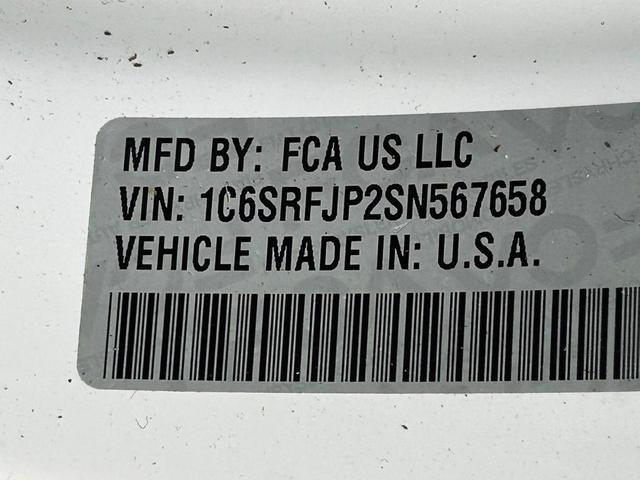 MFD BY: FCA US LLC
VIN: 1C6SRFJP2SN567658
VEHICLE MADE IN: U.S.A.